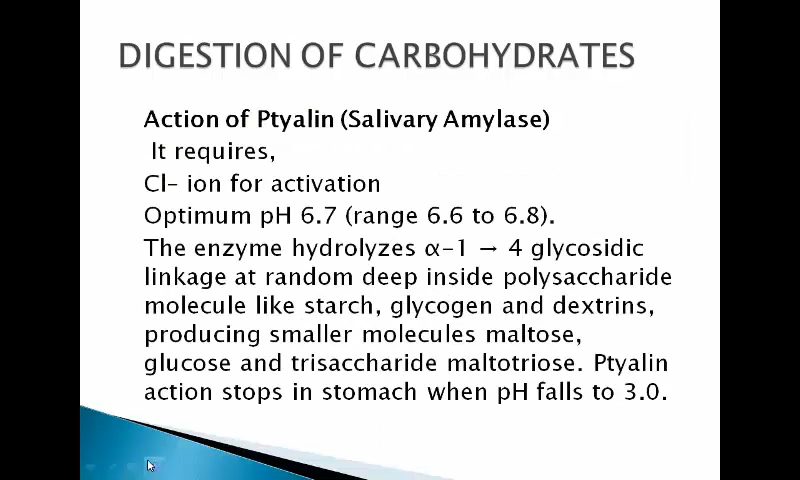 DIGESTION OF CARBOHYDRATES
Action of Ptyalin (Salivary Amylase)
It requires,
Cl– ion for activation
Optimum pH 6.7 (range 6.6 to 6.8).
The enzyme hydrolyzes α-1 → 4 glycosidic
linkage at random deep inside polysaccharide
molecule like starch, glycogen and dextrins,
producing smaller molecules maltose,
glucose and trisaccharide maltotriose. Ptyalin
action stops in stomach when pH falls to 3.0.